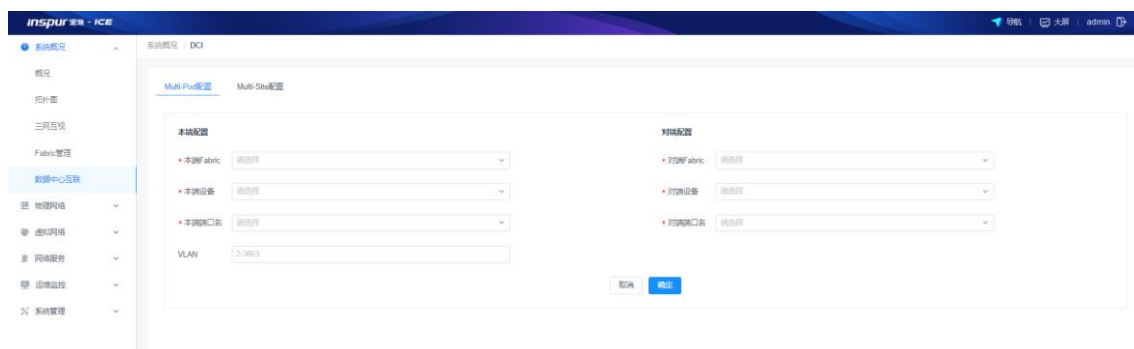 inspur 浪潮 - ICE
导航 | 大屏 | admin
系统概况
系统概况 / DCI
概况
拓扑图
三网互视
Fabric管理
数据中心互联
物理网络
虚拟网络
网络服务
运维监控
系统管理
Multi-Pod配置 Multi-Site配置
本端配置
* 本端Fabric 请选择
* 本端设备 请选择
* 本端端口名 请选择
VLAN 2-3863
对端配置
* 对端Fabric 请选择
* 对端设备 请选择
* 对端端口名 请选择
取消 确定